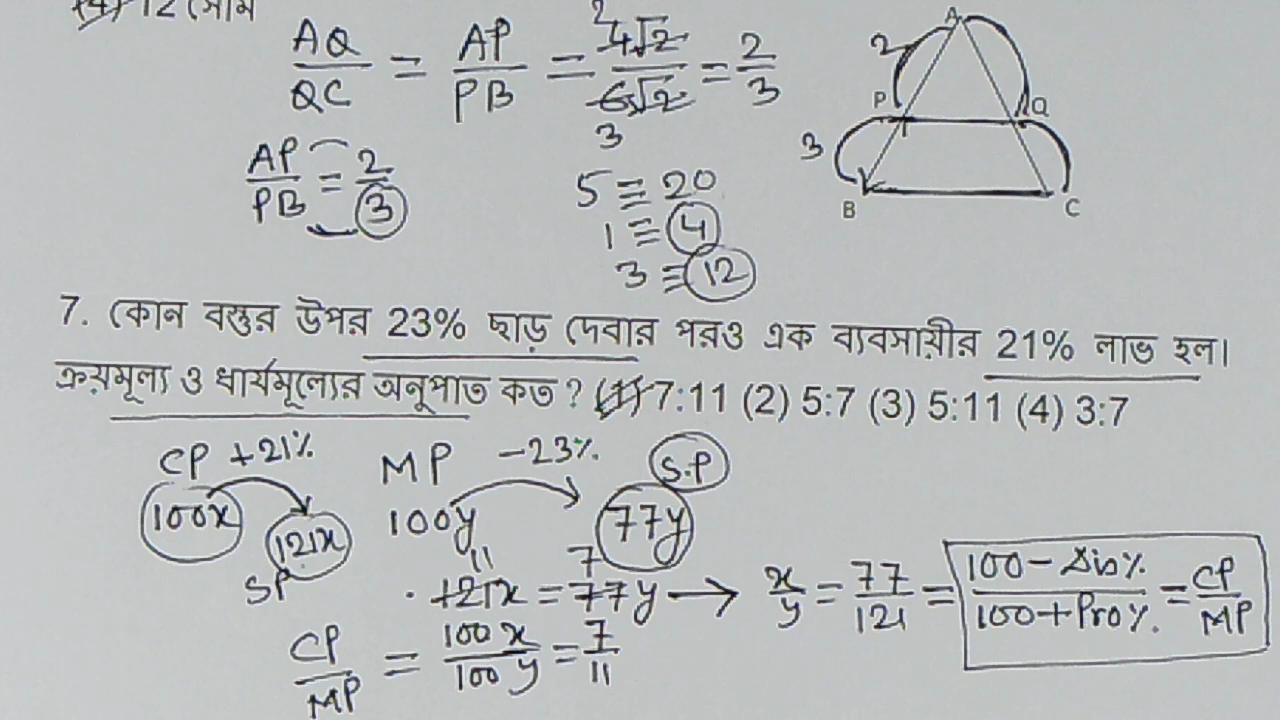 (4) 12 সেমি
AQ/QC = AP/PB = 4√2/6√2 = 2/3
2
3
A
2
P
Q
3
B
C
AP/PB = 2/3
5 ≡ 20
1 ≡ 4
3 ≡ 12
7. কোন বস্তুর উপর 23% ছাড় দেবার পরও এক ব্যবসায়ীর 21% লাভ হল।
ক্রয়মূল্য ও ধার্যমূল্যের অনুপাত কত? (1) 7:11 (2) 5:7 (3) 5:11 (4) 3:7
CP +21% MP -23% S.P
100x 121x 100y 77y
SP
11 7
121x = 77y → x/y = 77/121 = 100-Dis%/100+Pro% = CP/MP
CP/MP = 100x/100y = 7/11